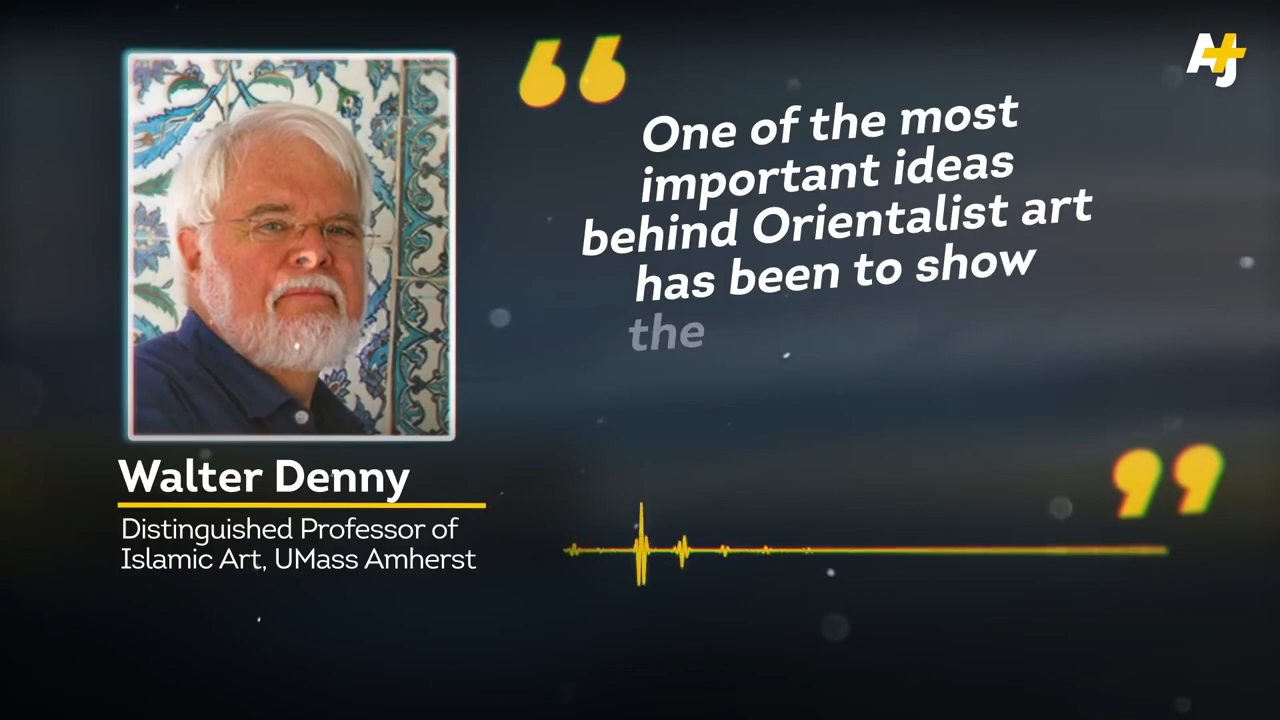 AJ+
“
One of the most
important ideas
behind Orientalist art
has been to show
the
”
Walter Denny
Distinguished Professor of
Islamic Art, UMass Amherst